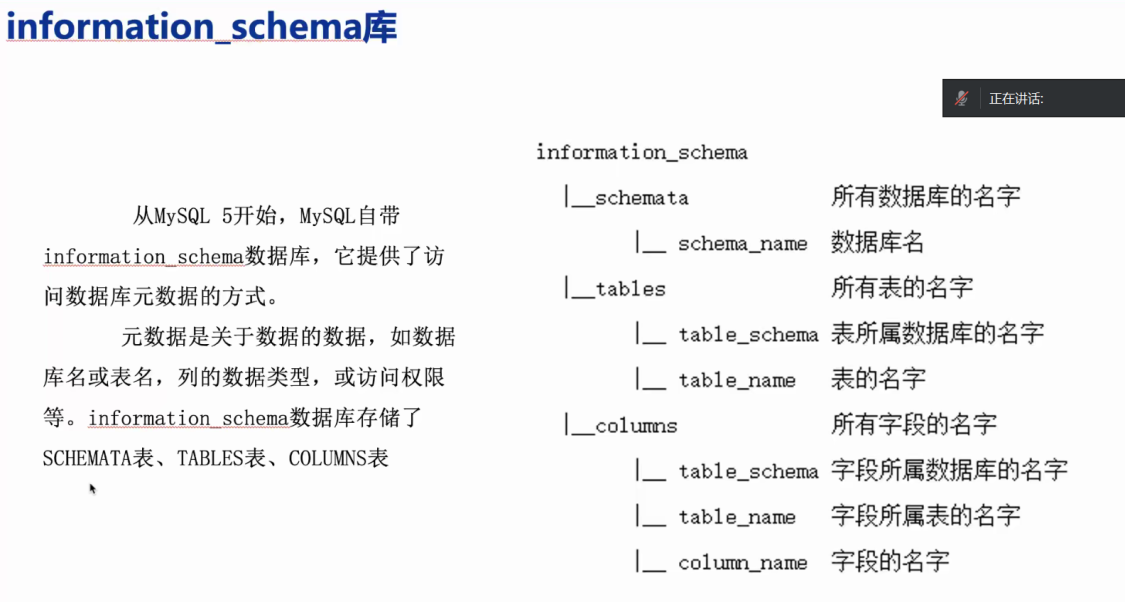 information_schema库
正在讲话:
从MySQL 5开始，MySQL自带
information_schema数据库，它提供了访
问数据库元数据的方式。
元数据是关于数据的数据，如数据
库名或表名，列的数据类型，或访问权限
等。information_schema数据库存储了
SCHEMATA表、TABLES表、COLUMNS表
information_schema
|__schemata 所有数据库的名字
|__ schema_name 数据库名
|__tables 所有表的名字
|__ table_schema 表所属数据库的名字
|__ table_name 表的名字
|__columns 所有字段的名字
|__ table_schema 字段所属数据库的名字
|__ table_name 字段所属表的名字
|__ column_name 字段的名字